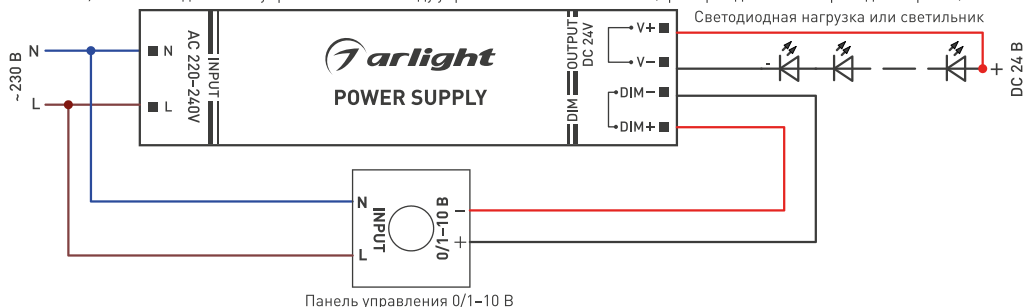 Светодиодная нагрузка или светильник
~230 В
N
L
N
L
AC 220-240V
INPUT
arlight
POWER SUPPLY
DIM
OUTPUT
DC 24V
V+
V-
DIM-
DIM+
-
+
DC 24 В
N
L
INPUT
0/1-10 В
-
+
Панель управления 0/1-10 В